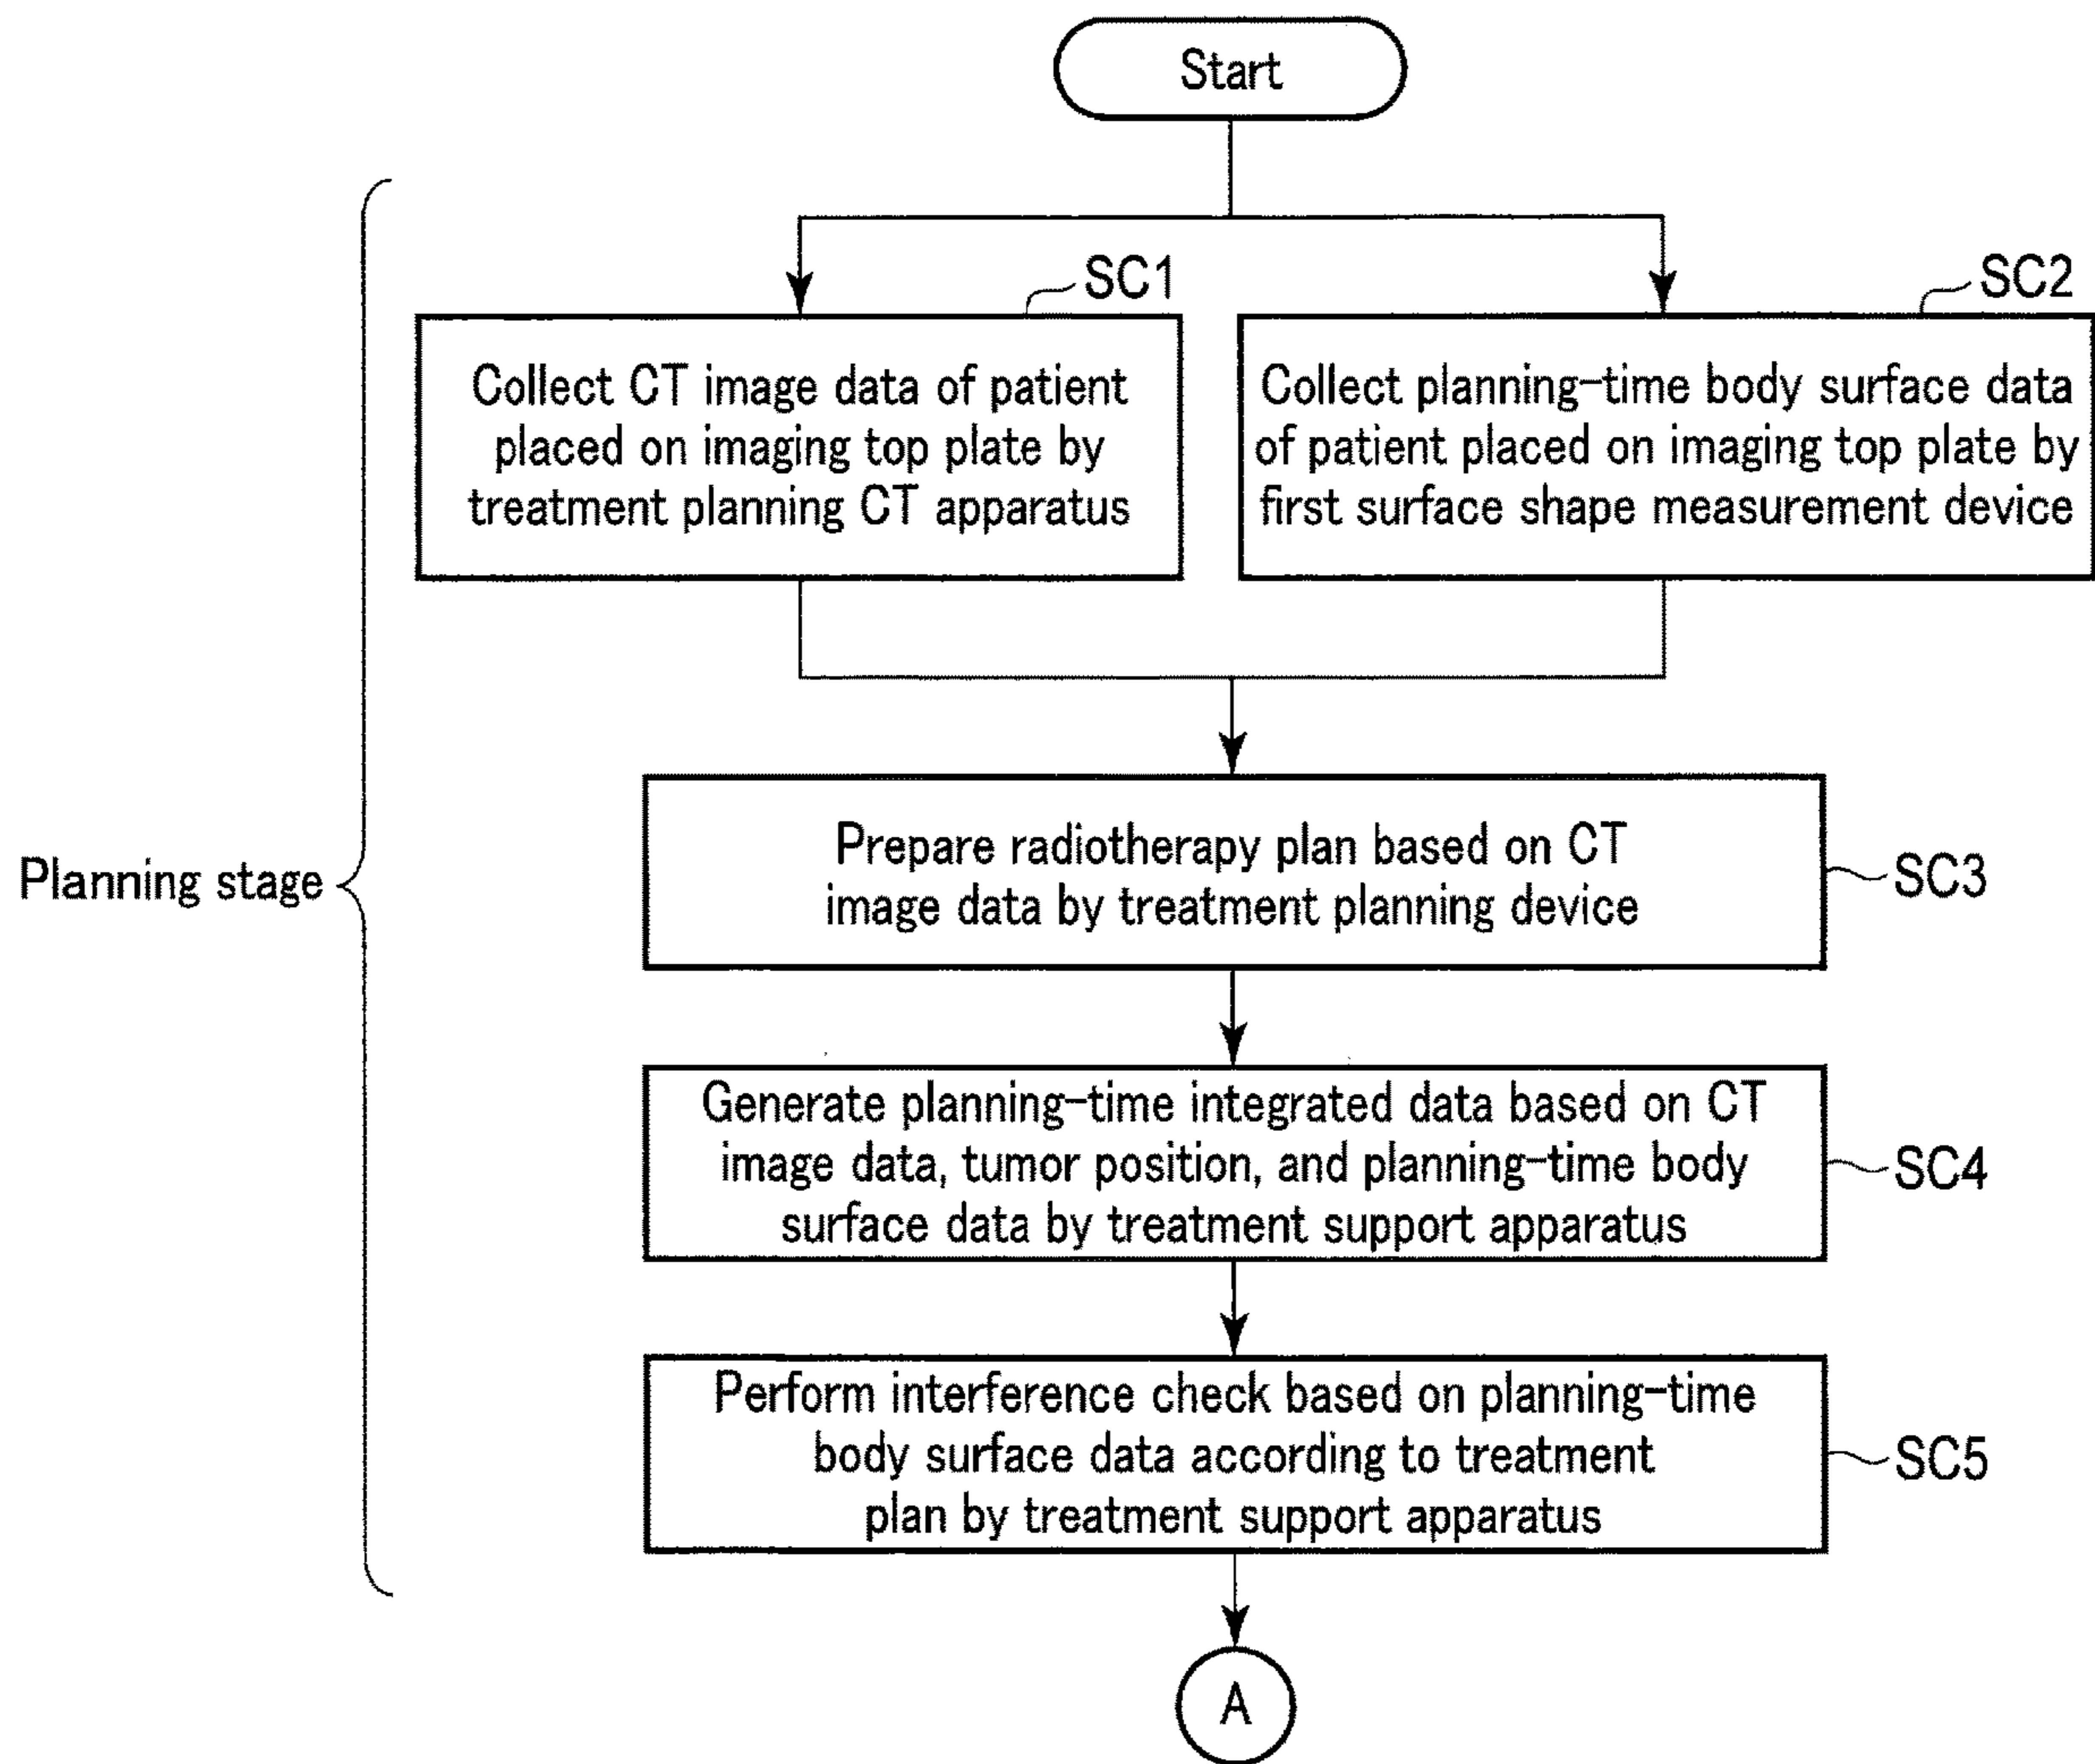 Start
SC1
SC2
Collect CT image data of patient
placed on imaging top plate by
treatment planning CT apparatus
Collect planning-time body surface data
of patient placed on imaging top plate by
first surface shape measurement device
Planning stage
Prepare radiotherapy plan based on CT
image data by treatment planning device
SC3
Generate planning-time integrated data based on CT
image data, tumor position, and planning-time body
surface data by treatment support apparatus
SC4
Perform interference check based on planning-time
body surface data according to treatment
plan by treatment support apparatus
SC5
A